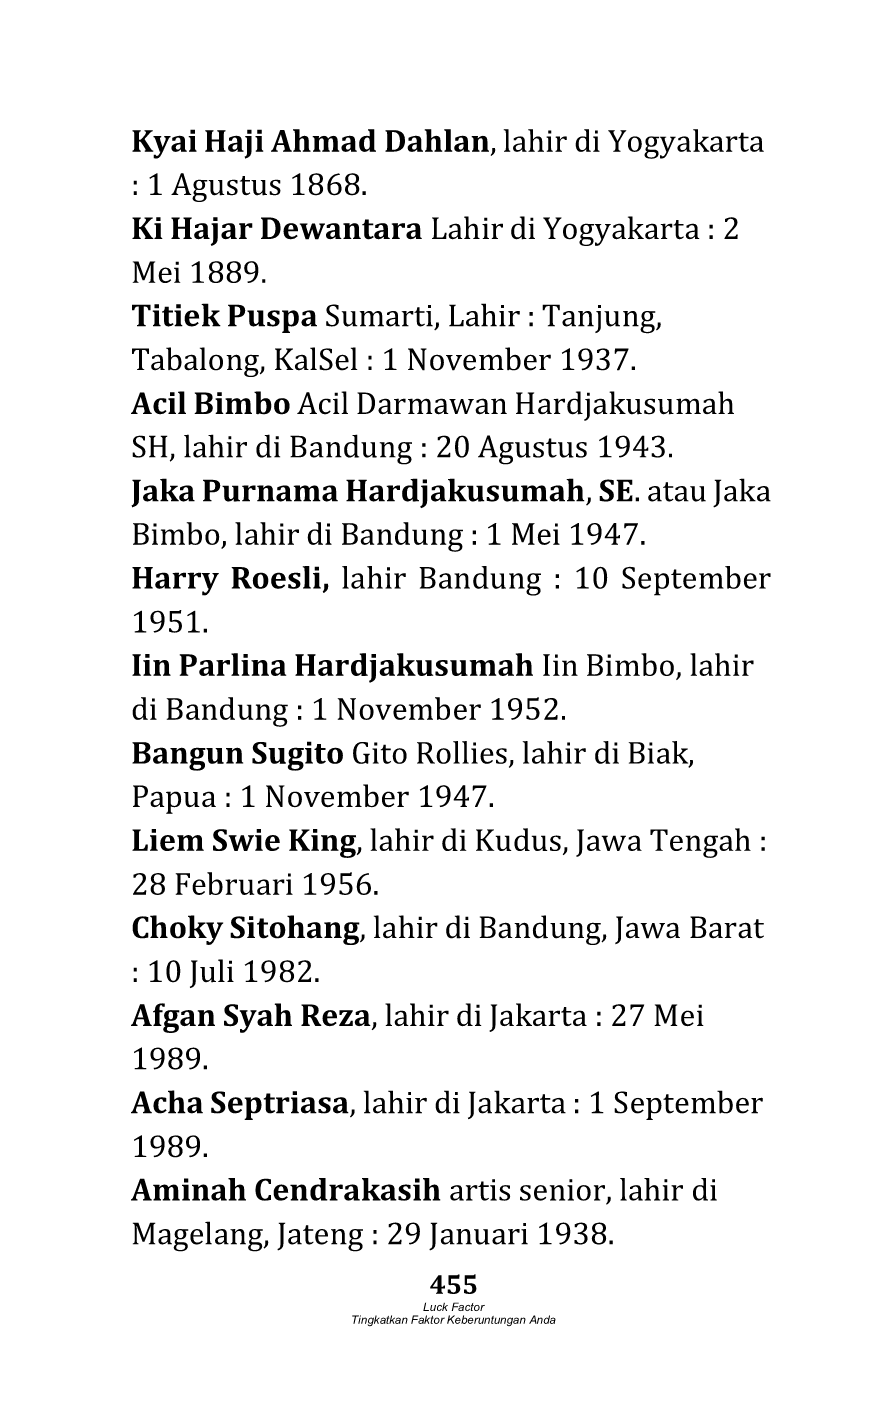 Kyai Haji Ahmad Dahlan, lahir di Yogyakarta
: 1 Agustus 1868.
Ki Hajar Dewantara Lahir di Yogyakarta : 2
Mei 1889.
Titiek Puspa Sumarti, Lahir : Tanjung,
Tabalong, KalSel : 1 November 1937.
Acil Bimbo Acil Darmawan Hardjakusumah
SH, lahir di Bandung : 20 Agustus 1943.
Jaka Purnama Hardjakusumah, SE. atau Jaka
Bimbo, lahir di Bandung : 1 Mei 1947.
Harry Roesli, lahir Bandung : 10 September
1951.
Iin Parlina Hardjakusumah Iin Bimbo, lahir
di Bandung : 1 November 1952.
Bangun Sugito Gito Rollies, lahir di Biak,
Papua : 1 November 1947.
Liem Swie King, lahir di Kudus, Jawa Tengah :
28 Februari 1956.
Choky Sitohang, lahir di Bandung, Jawa Barat
: 10 Juli 1982.
Afgan Syah Reza, lahir di Jakarta : 27 Mei
1989.
Acha Septriasa, lahir di Jakarta : 1 September
1989.
Aminah Cendrakasih artis senior, lahir di
Magelang, Jateng : 29 Januari 1938.
455
Luck Factor
Tingkatkan Faktor Keberuntungan Anda